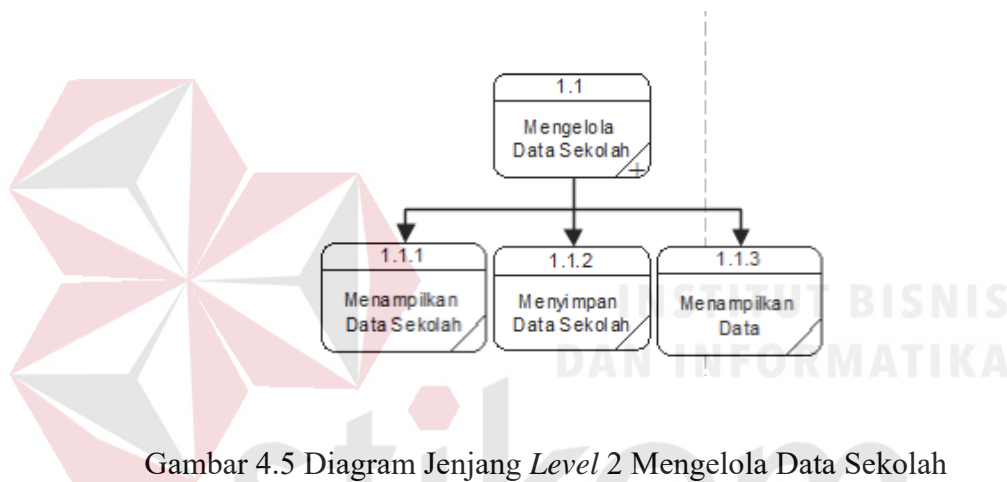 1.1
Mengelola
Data Sekolah
1.1.1
Menampilkan
Data Sekolah
1.1.2
Menyimpan
Data Sekolah
1.1.3
Menampilkan
Data
INSTITUT BISNIS
DAN INFORMATIKA
stikom
Gambar 4.5 Diagram Jenjang Level 2 Mengelola Data Sekolah